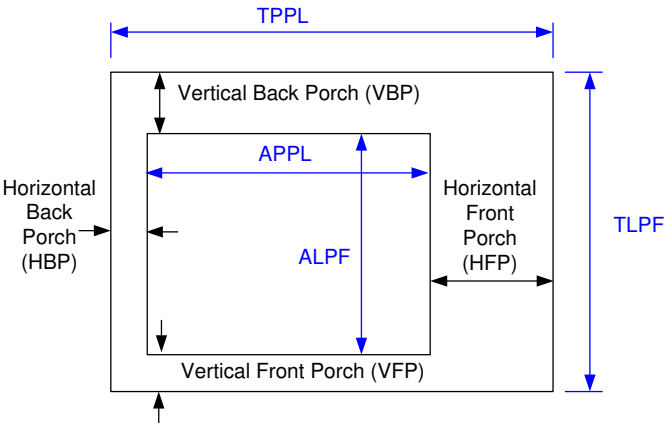 TPPL
Vertical Back Porch (VBP)
APPL
Horizontal
Back
Porch
(HBP)
Horizontal
Front
Porch
(HFP)
TLPF
ALPF
Vertical Front Porch (VFP)